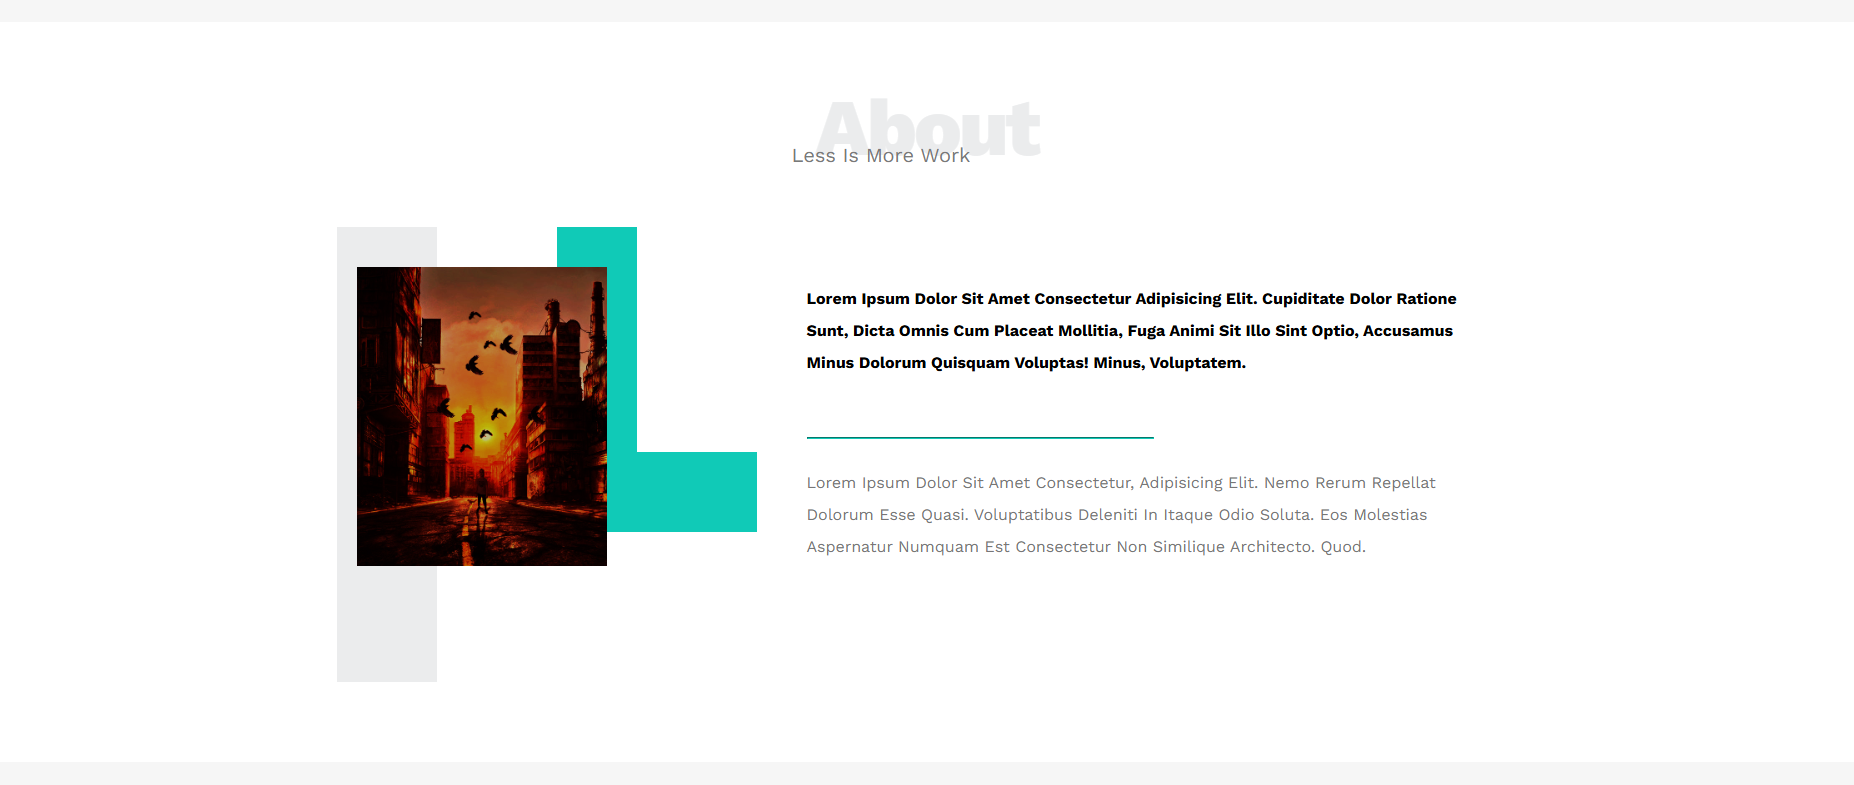 About
Less Is More Work
Lorem Ipsum Dolor Sit Amet Consectetur Adipisicing Elit. Cupiditate Dolor Ratione
Sunt, Dicta Omnis Cum Placeat Mollitia, Fuga Animi Sit Illo Sint Optio, Accusamus
Minus Dolorum Quisquam Voluptas! Minus, Voluptatem.
Lorem Ipsum Dolor Sit Amet Consectetur, Adipisicing Elit. Nemo Rerum Repellat
Dolorum Esse Quasi. Voluptatibus Deleniti In Itaque Odio Soluta. Eos Molestias
Aspernatur Numquam Est Consectetur Non Similique Architecto. Quod.